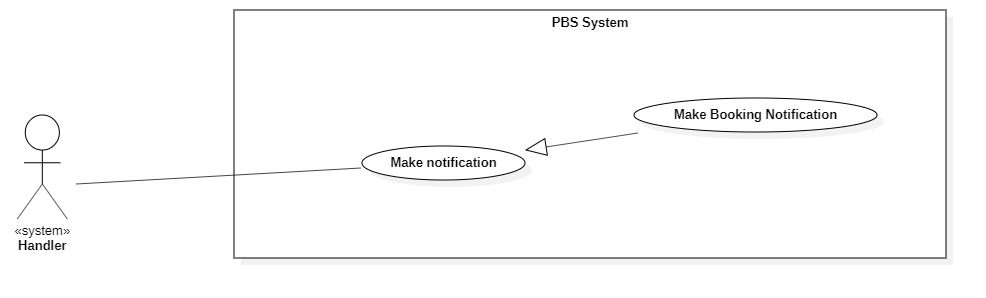 PBS System
Make Booking Notification
Make notification
«system»
Handler